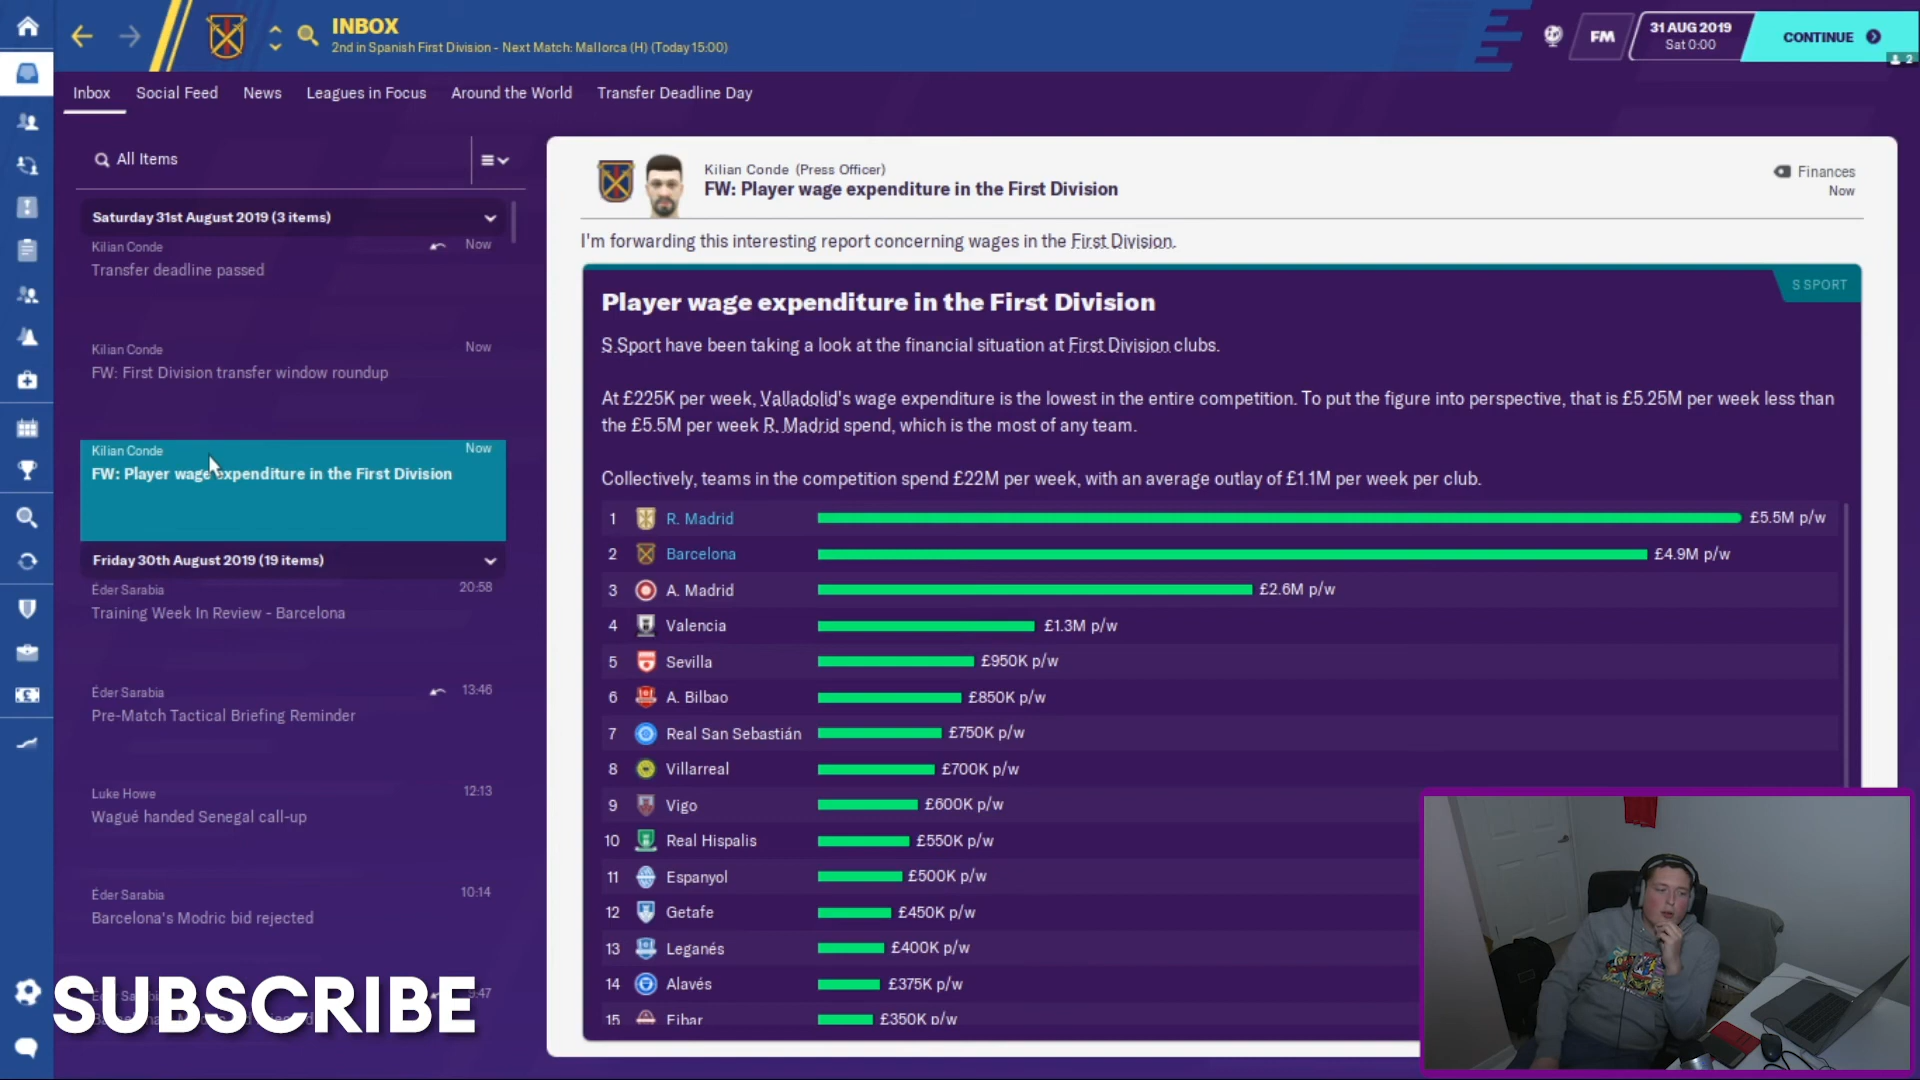 INBOX
2nd in Spanish First Division - Next Match: Mallorca (H) (Today 15:00)
FM
31 AUG 2019
Sat 0:00
CONTINUE
2
Inbox
Social Feed
News
Leagues in Focus
Around the World
Transfer Deadline Day
All Items
Saturday 31st August 2019 (3 items)
Kilian Conde
Now
Transfer deadline passed
Kilian Conde
Now
FW: First Division transfer window roundup
Kilian Conde
Now
FW: Player wage expenditure in the First Division
Friday 30th August 2019 (19 items)
Éder Sarabia
20:58
Training Week In Review - Barcelona
Éder Sarabia
13:46
Pre-Match Tactical Briefing Reminder
Luke Howe
12:13
Wagué handed Senegal call-up
Éder Sarabia
10:14
Barcelona's Modric bid rejected
SUBSCRIBE
Kilian Conde (Press Officer)
FW: Player wage expenditure in the First Division
Finances
Now
I'm forwarding this interesting report concerning wages in the First Division.
S SPORT
Player wage expenditure in the First Division
S Sport have been taking a look at the financial situation at First Division clubs.
At £225K per week, Valladolid's wage expenditure is the lowest in the entire competition. To put the figure into perspective, that is £5.25M per week less than
the £5.5M per week R. Madrid spend, which is the most of any team.
Collectively, teams in the competition spend £22M per week, with an average outlay of £1.1M per week per club.
1 R. Madrid £5.5M p/w
2 Barcelona £4.9M p/w
3 A. Madrid £2.6M p/w
4 Valencia £1.3M p/w
5 Sevilla £950K p/w
6 A. Bilbao £850K p/w
7 Real San Sebastián £750K p/w
8 Villarreal £700K p/w
9 Vigo £600K p/w
10 Real Hispalis £550K p/w
11 Espanyol £500K p/w
12 Getafe £450K p/w
13 Leganés £400K p/w
14 Alavés £375K p/w
15 Eibar £350K p/w